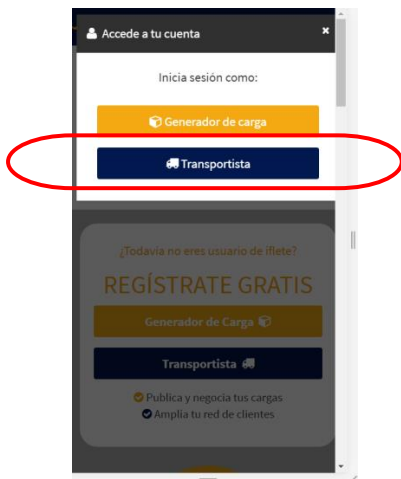 Accede a tu cuenta ×
Inicia sesión como:
Generador de carga
Transportista
¿Todavía no eres usuario de iflete?
REGÍSTRATE GRATIS
Generador de Carga
Transportista
Publica y negocia tus cargas
Amplía tu red de clientes